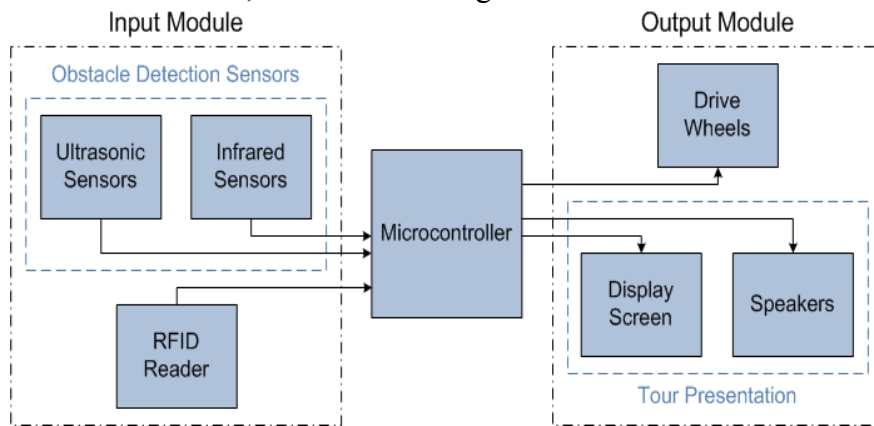 Input Module
Output Module
Obstacle Detection Sensors
Ultrasonic
Sensors
Infrared
Sensors
Microcontroller
RFID
Reader
Drive
Wheels
Display
Screen
Speakers
Tour Presentation